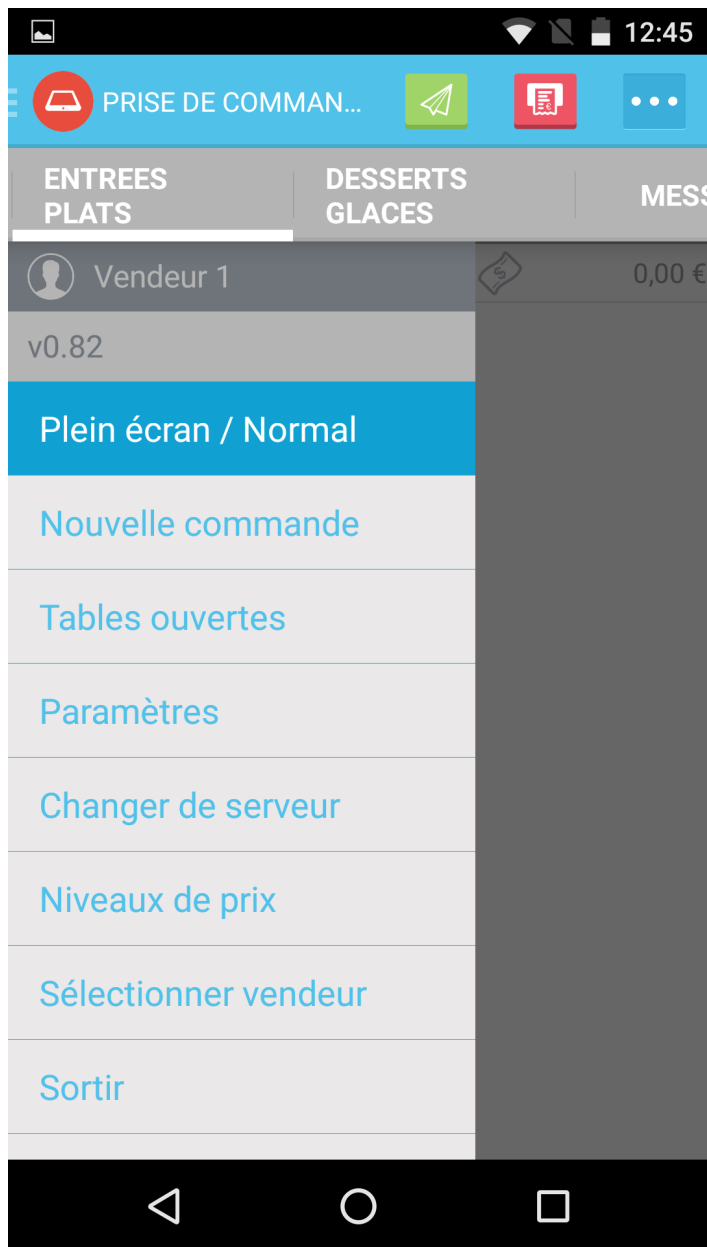 12:45
PRISE DE COMMAN...
ENTREES
PLATS
DESSERTS
GLACES
MESS
Vendeur 1
0,00 €
v0.82
Plein écran / Normal
Nouvelle commande
Tables ouvertes
Paramètres
Changer de serveur
Niveaux de prix
Sélectionner vendeur
Sortir